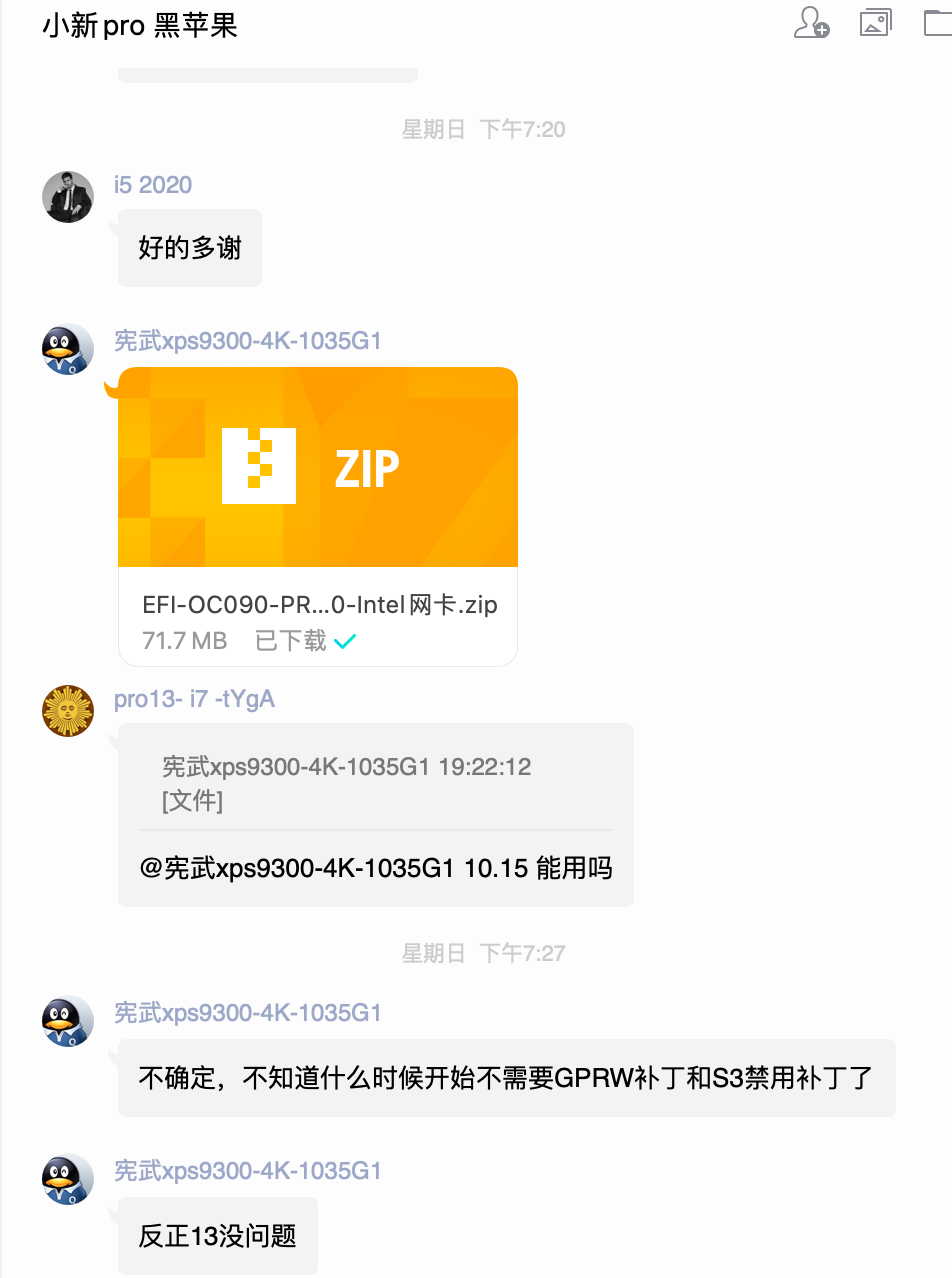 小新pro 黑苹果
星期日 下午7:20
i5 2020
好的多谢
宪武xps9300-4K-1035G1
ZIP
EFI-OC090-PR...0-Intel网卡.zip
71.7 MB 已下载
pro13- i7 -tYgA
宪武xps9300-4K-1035G1 19:22:12
[文件]
@宪武xps9300-4K-1035G1 10.15 能用吗
星期日 下午7:27
宪武xps9300-4K-1035G1
不确定，不知道什么时候开始不需要GPRW补丁和S3禁用补丁了
宪武xps9300-4K-1035G1
反正13没问题